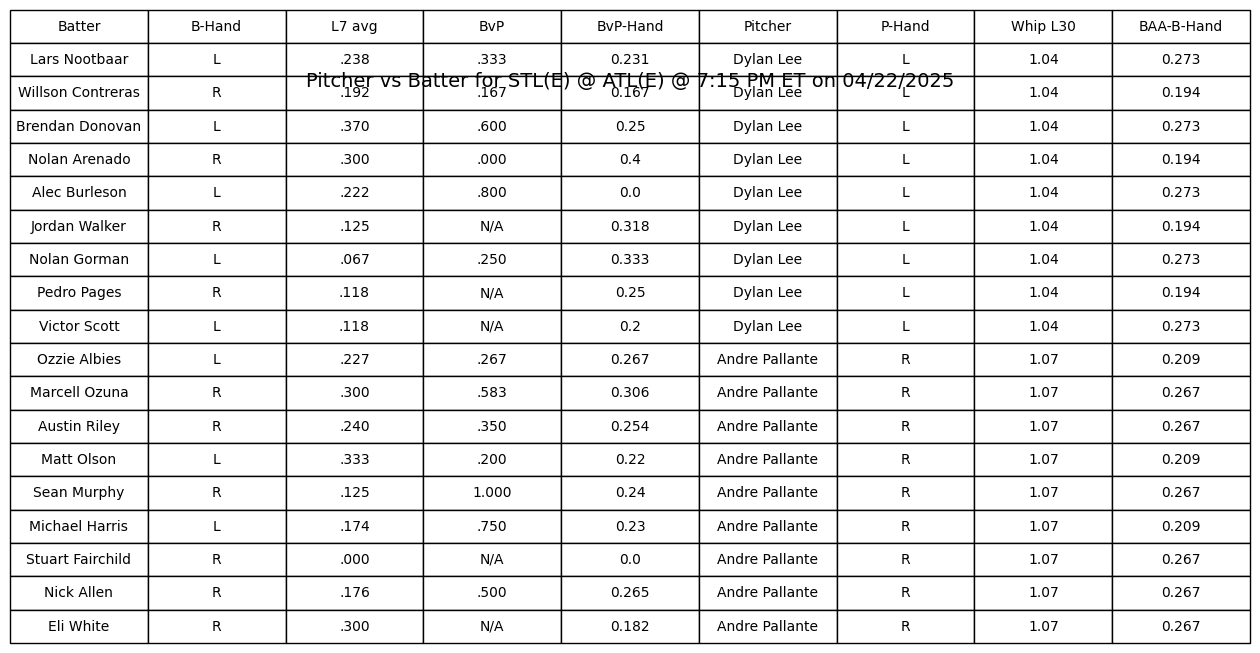 Batter B-Hand L7 avg BvP BvP-Hand Pitcher P-Hand Whip L30 BAA-B-Hand
Lars Nootbaar L .238 .333 0.231 Dylan Lee L 1.04 0.273
Pitcher vs Batter for STL(E) @ ATL(E) @ 7:15 PM ET on 04/22/2025
Willson Contreras R .192 .167 0.167 Dylan Lee L 1.04 0.194
Brendan Donovan L .370 .600 0.25 Dylan Lee L 1.04 0.273
Nolan Arenado R .300 .000 0.4 Dylan Lee L 1.04 0.194
Alec Burleson L .222 .800 0.0 Dylan Lee L 1.04 0.273
Jordan Walker R .125 N/A 0.318 Dylan Lee L 1.04 0.194
Nolan Gorman L .067 .250 0.333 Dylan Lee L 1.04 0.273
Pedro Pages R .118 N/A 0.25 Dylan Lee L 1.04 0.194
Victor Scott L .118 N/A 0.2 Dylan Lee L 1.04 0.273
Ozzie Albies L .227 .267 0.267 Andre Pallante R 1.07 0.209
Marcell Ozuna R .300 .583 0.306 Andre Pallante R 1.07 0.267
Austin Riley R .240 .350 0.254 Andre Pallante R 1.07 0.267
Matt Olson L .333 .200 0.22 Andre Pallante R 1.07 0.209
Sean Murphy R .125 1.000 0.24 Andre Pallante R 1.07 0.267
Michael Harris L .174 .750 0.23 Andre Pallante R 1.07 0.209
Stuart Fairchild R .000 N/A 0.0 Andre Pallante R 1.07 0.267
Nick Allen R .176 .500 0.265 Andre Pallante R 1.07 0.267
Eli White R .300 N/A 0.182 Andre Pallante R 1.07 0.267